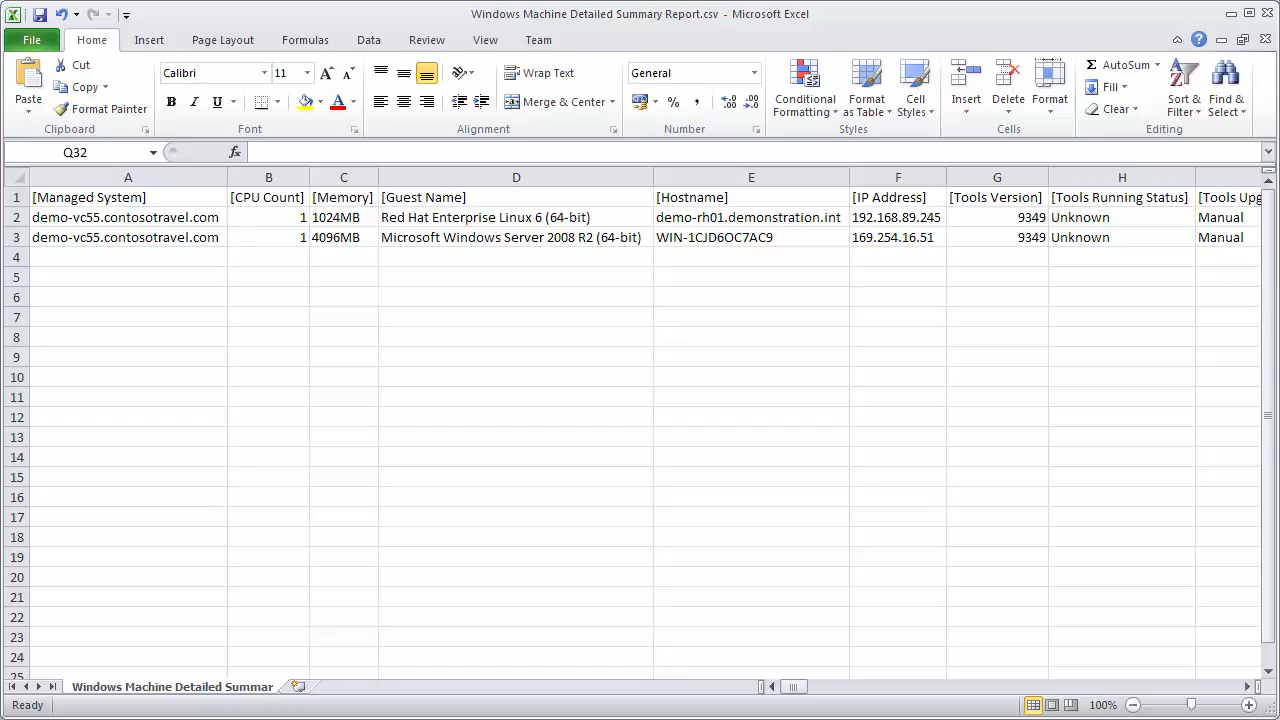 Windows Machine Detailed Summary Report.csv - Microsoft Excel
File Home Insert Page Layout Formulas Data Review View Team
Paste
Cut
Copy
Format Painter
Clipboard
Calibri 11
B I U A
Font
Wrap Text
Merge & Center
Alignment
General
$ % ,
Number
Conditional Formatting
Format as Table
Cell Styles
Styles
Insert Delete Format
Cells
Σ AutoSum
Fill
Clear
Sort & Filter
Find & Select
Editing
Q32 fx
A B C D E F G H
1 [Managed System] [CPU Count] [Memory] [Guest Name] [Hostname] [IP Address] [Tools Version] [Tools Running Status] [Tools Upg
2 demo-vc55.contosotravel.com 1 1024MB Red Hat Enterprise Linux 6 (64-bit) demo-rh01.demonstration.int 192.168.89.245 9349 Unknown Manual
3 demo-vc55.contosotravel.com 1 4096MB Microsoft Windows Server 2008 R2 (64-bit) WIN-1CJD6OC7AC9 169.254.16.51 9349 Unknown Manual
4
5
6
7
8
9
10
11
12
13
14
15
16
17
18
19
20
21
22
23
24
25
Windows Machine Detailed Summar
Ready 100%